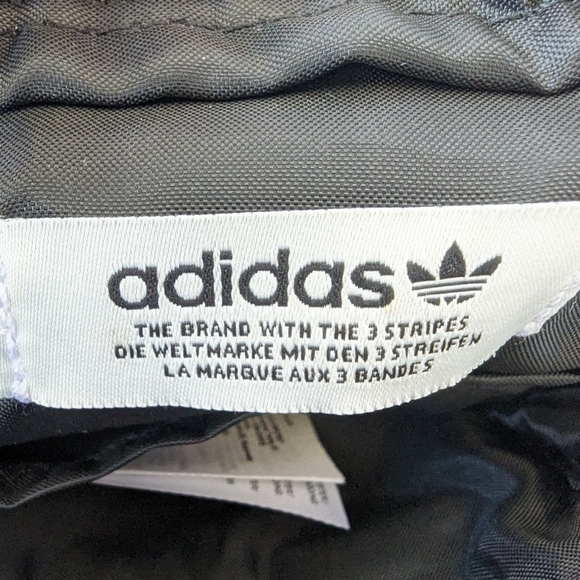 adidas
THE BRAND WITH THE 3 STRIPES
DIE WELTMARKE MIT DEN 3 STREIFEN
LA MARQUE AUX 3 BANDES